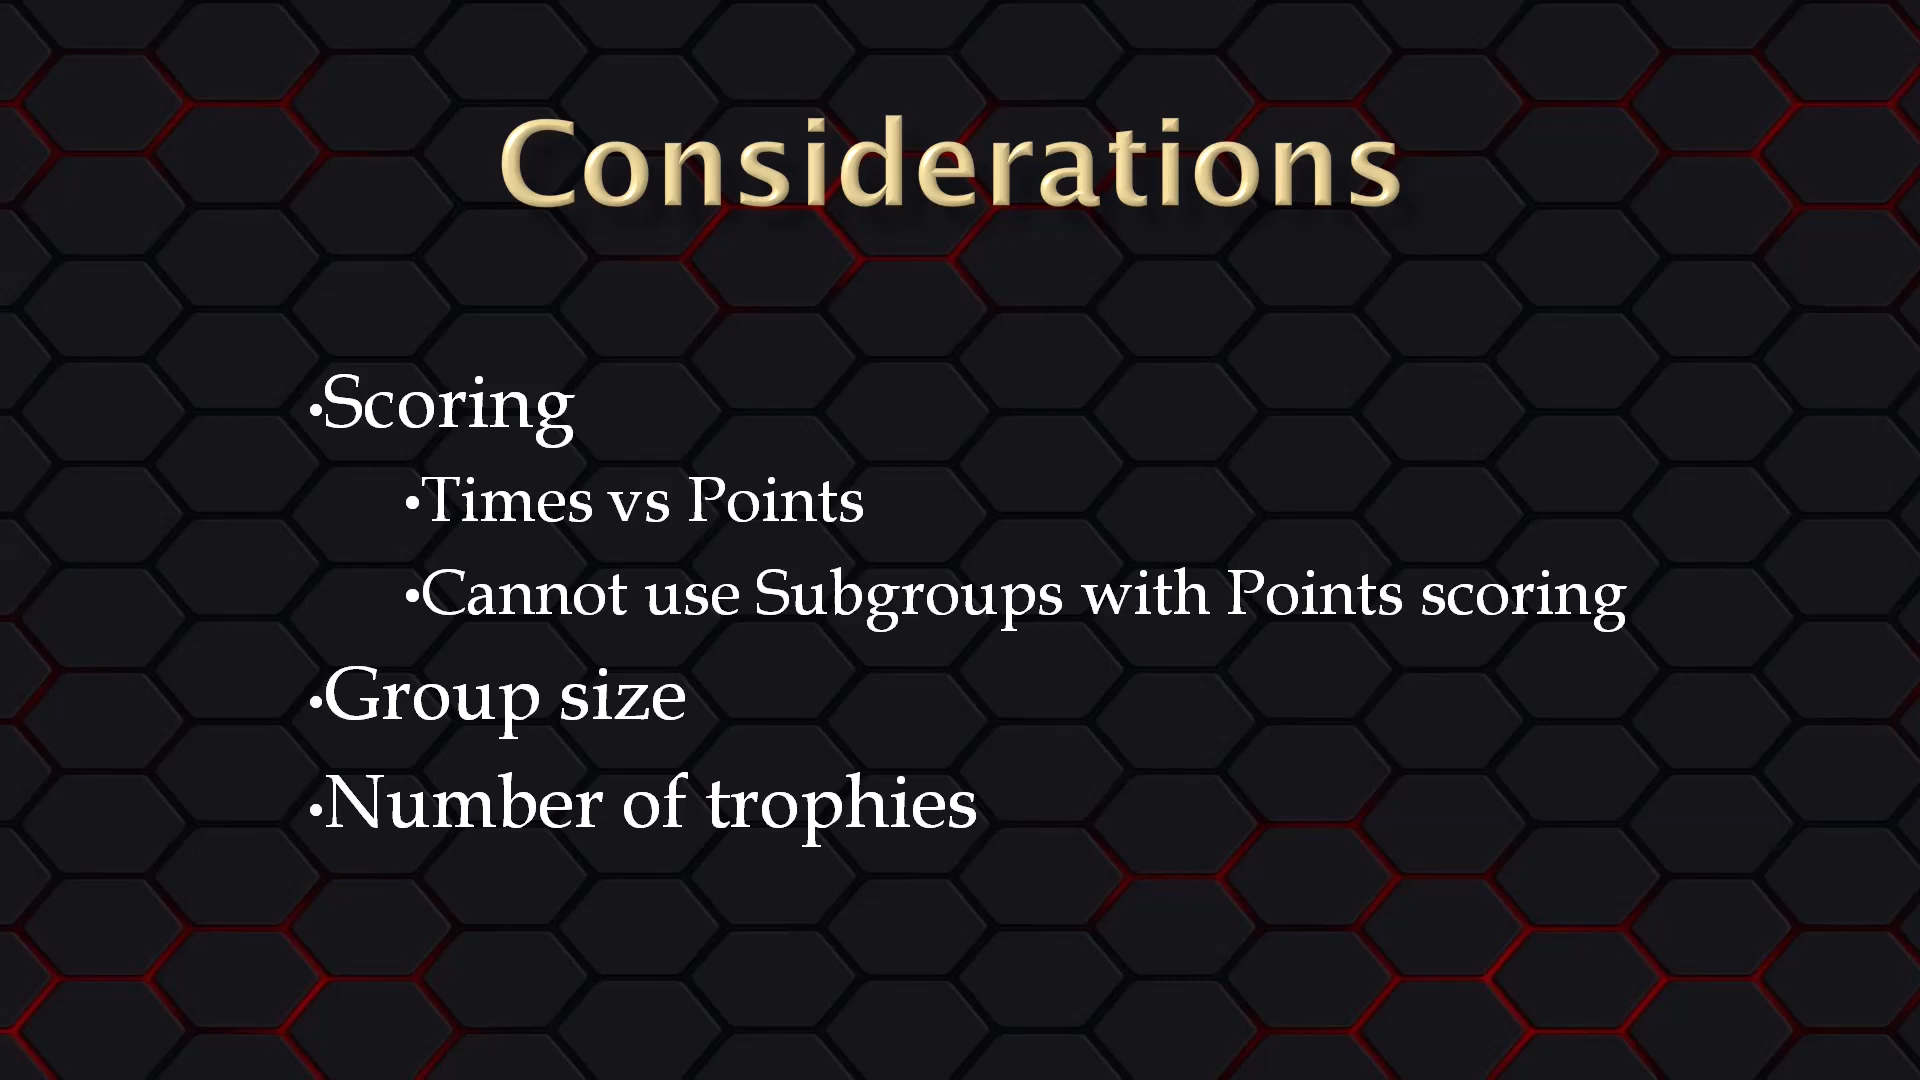 Considerations
•Scoring
•Times vs Points
•Cannot use Subgroups with Points scoring
•Group size
•Number of trophies